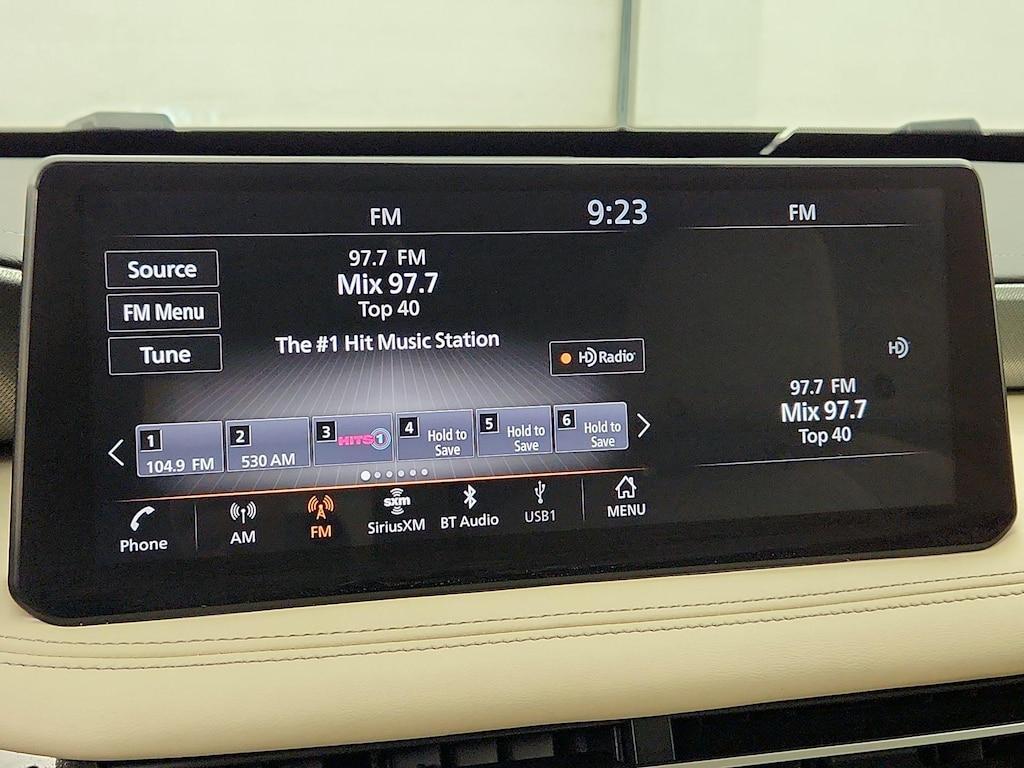 FM
9:23
FM
Source
FM Menu
Tune
97.7 FM
Mix 97.7
Top 40
The #1 Hit Music Station
HD Radio
HD
97.7 FM
Mix 97.7
Top 40
1
104.9 FM
2
530 AM
3
HITS 1
4
Hold to
Save
5
Hold to
Save
6
Hold to
Save
Phone
AM
FM
sxm
SiriusXM
BT Audio
USB1
MENU